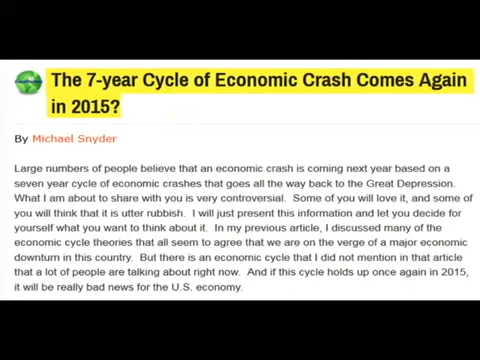 The 7-year Cycle of Economic Crash Comes Again
in 2015?
By Michael Snyder
Large numbers of people believe that an economic crash is coming next year based on a
seven year cycle of economic crashes that goes all the way back to the Great Depression.
What I am about to share with you is very controversial.  Some of you will love it, and some of
you will think that it is utter rubbish.  I will just present this information and let you decide for
yourself what you want to think about it.  In my previous article, I discussed many of the
economic cycle theories that all seem to agree that we are on the verge of a major economic
downturn in this country.  But there is an economic cycle that I did not mention in that article
that a lot of people are talking about right now.  And if this cycle holds up once again in 2015,
it will be really bad news for the U.S. economy.